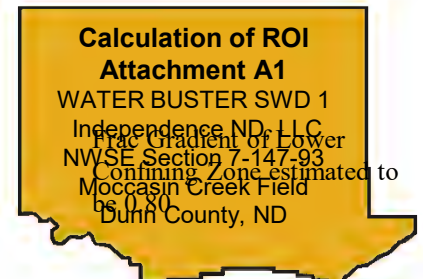 Calculation of ROI
Attachment A1
WATER BUSTER SWD 1
Independence ND, LLC
NWSE Section 7-147-93
Moccasin Creek Field
Dunn County, ND
Frac Gradient of Lower
Confining Zone estimated to
be 0.80